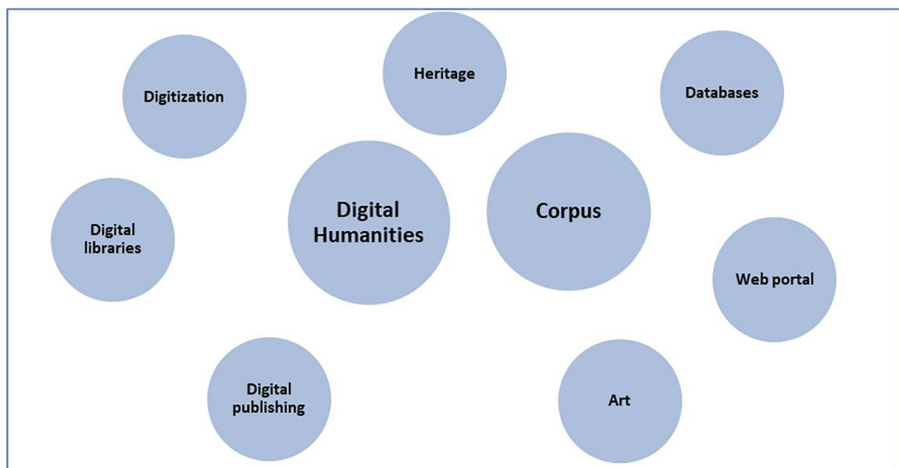 Heritage
Digitization
Databases
Digital
Humanities
Corpus
Digital
libraries
Web portal
Digital
publishing
Art